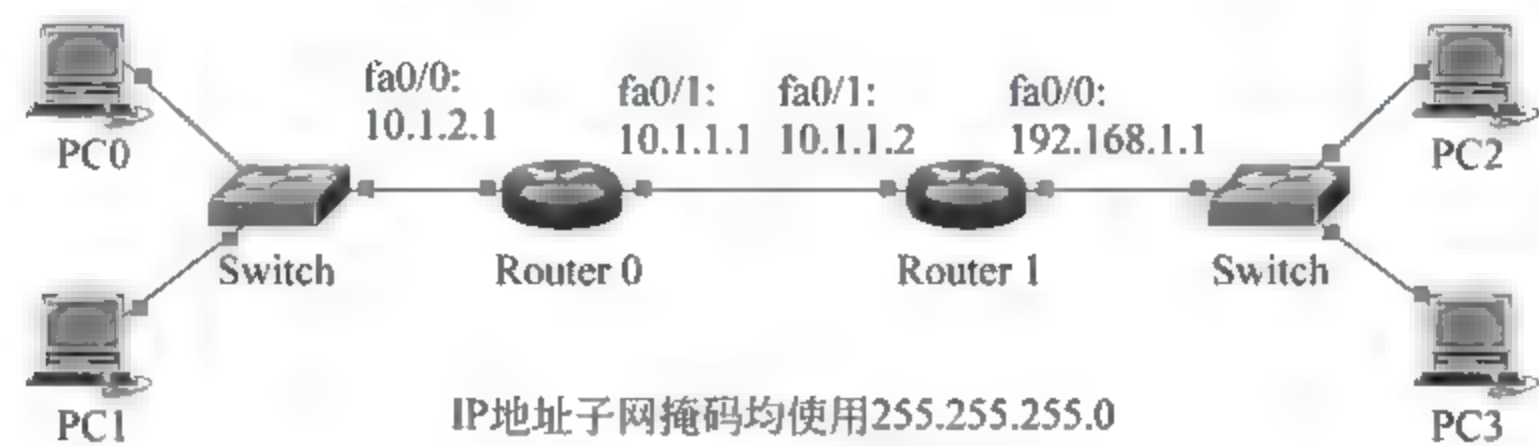 PC0
fa0/0:
10.1.2.1
fa0/1:
10.1.1.1
fa0/1:
10.1.1.2
fa0/0:
192.168.1.1
PC2
Switch
Router 0
Router 1
Switch
PC1
IP地址子网掩码均使用255.255.255.0
PC3